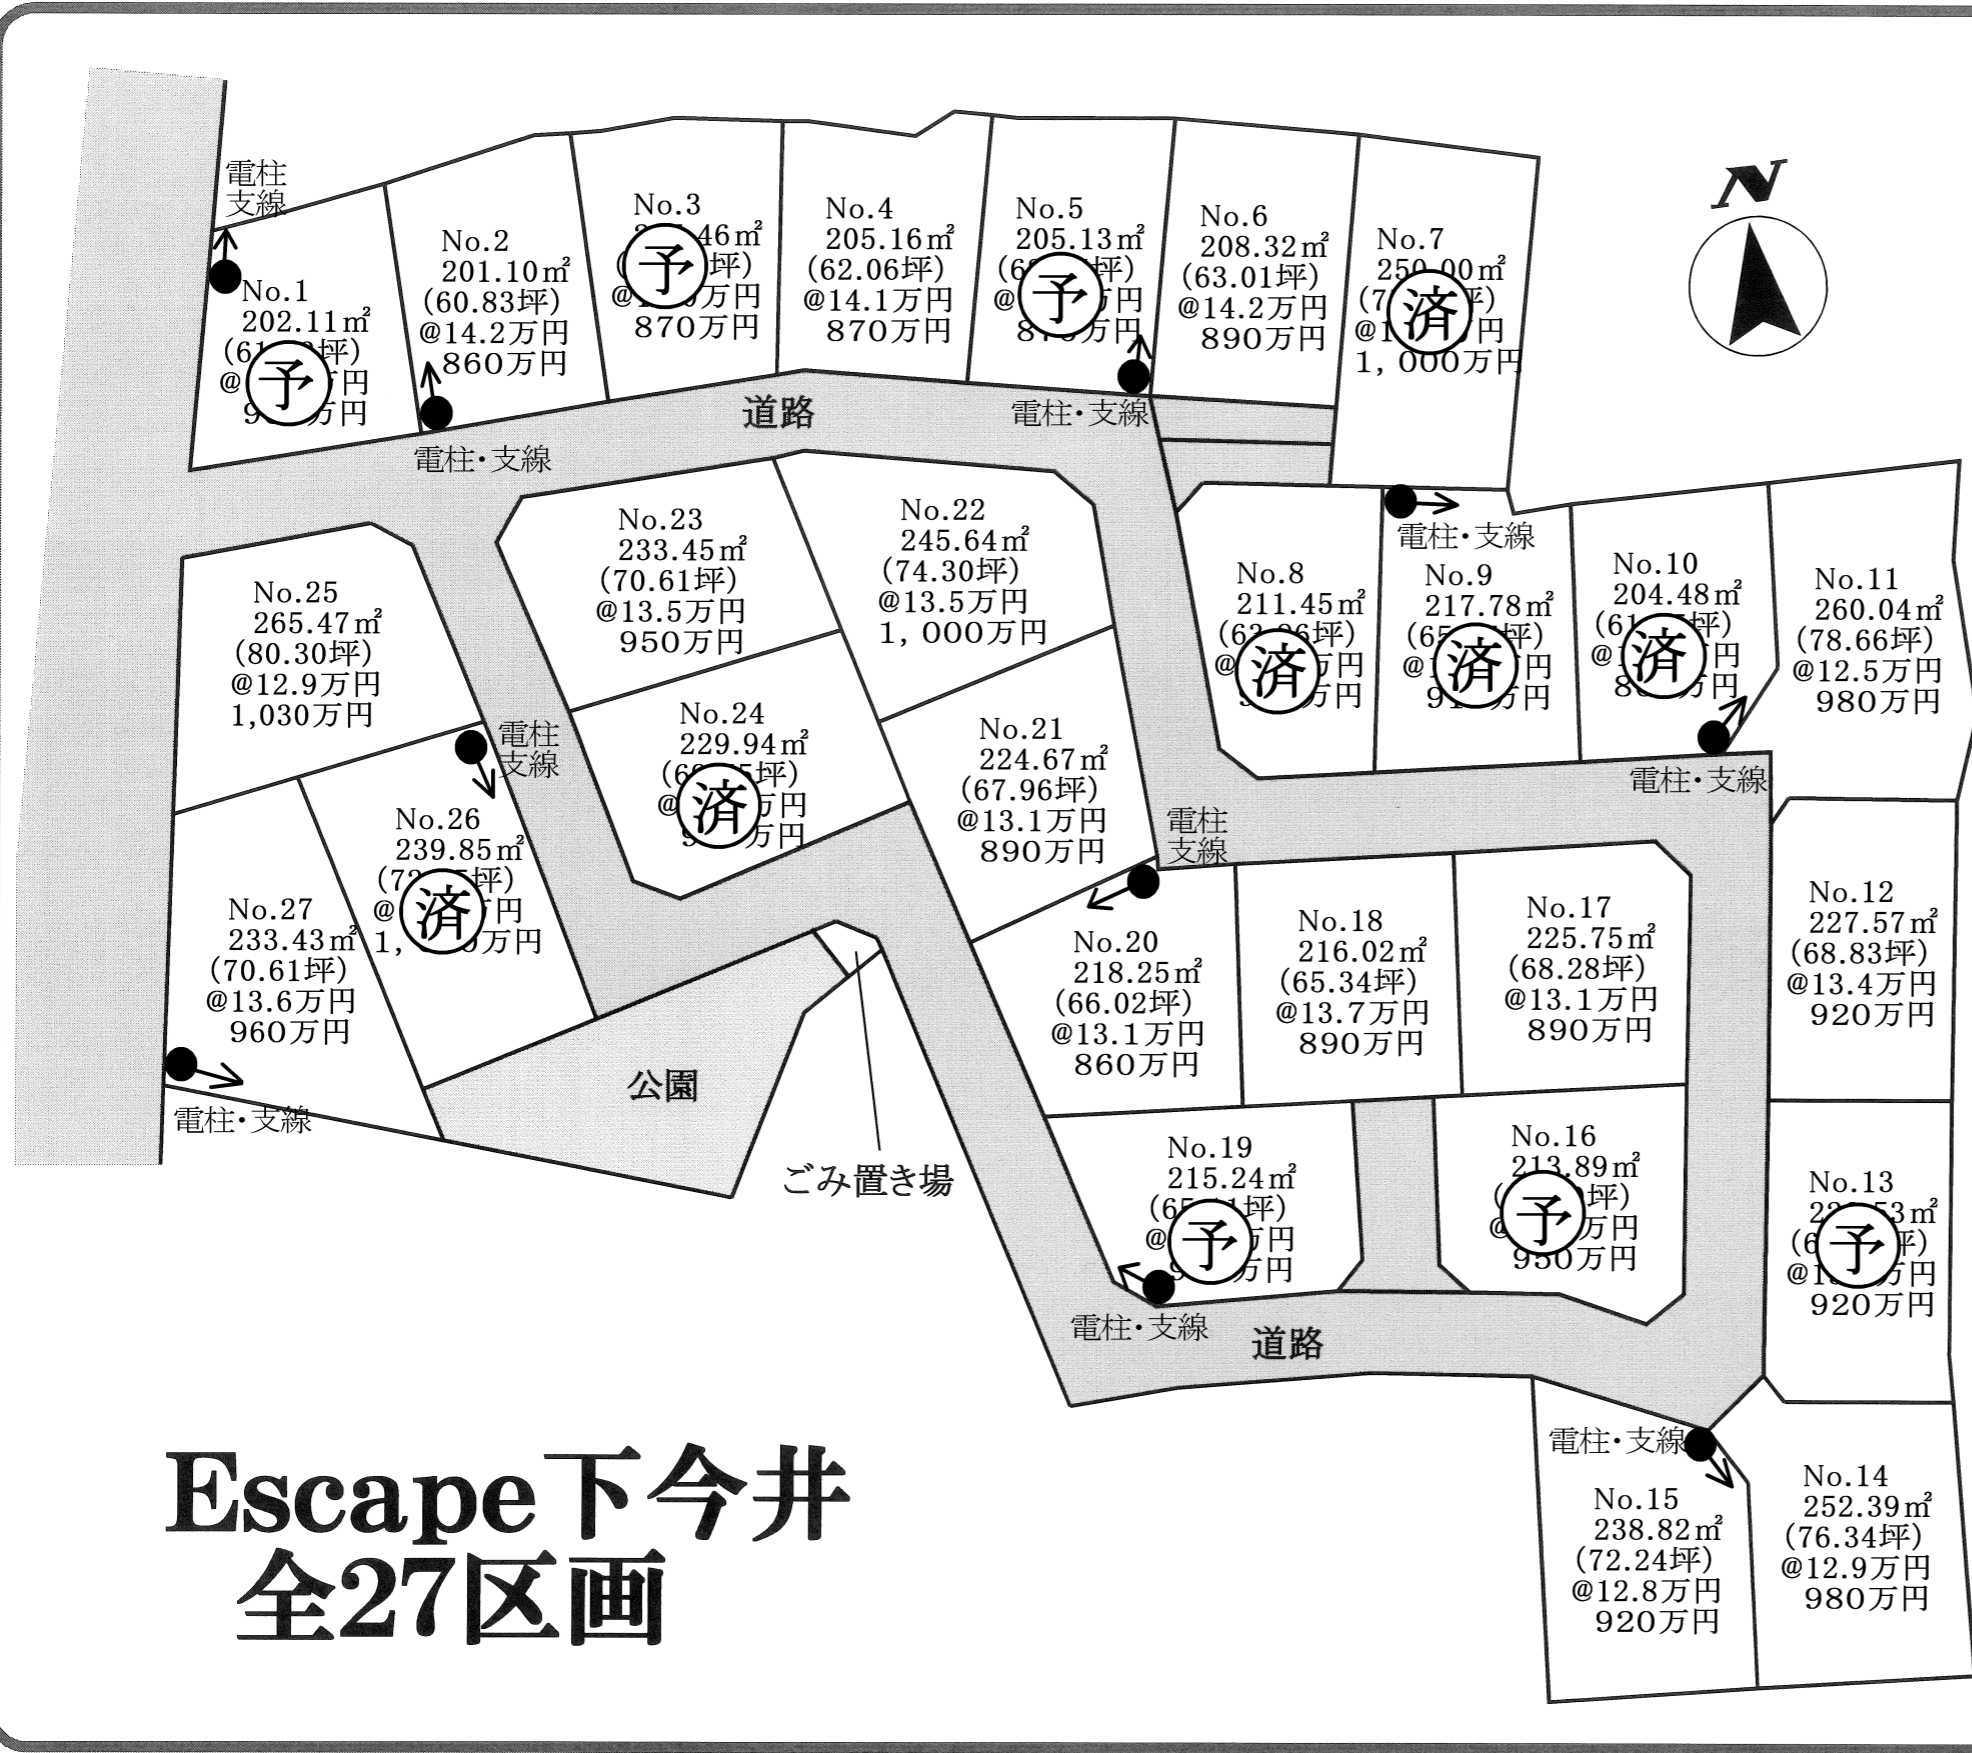 電柱
支線
No.1
202.11㎡
予
No.2
201.10㎡
(60.83坪)
@14.2万円
860万円
電柱・支線
No.3
予
870万円
No.4
205.16㎡
(62.06坪)
@14.1万円
870万円
No.5
205.13㎡
予
電柱・支線
No.6
208.32㎡
(63.01坪)
@14.2万円
890万円
No.7
250.00㎡
済
1,000万円
N
道路
No.23
233.45㎡
(70.61坪)
@13.5万円
950万円
No.22
245.64㎡
(74.30坪)
@13.5万円
1,000万円
電柱・支線
No.8
211.45㎡
済
No.9
217.78㎡
済
No.10
204.48㎡
済
電柱・支線
No.11
260.04㎡
(78.66坪)
@12.5万円
980万円
No.25
265.47㎡
(80.30坪)
@12.9万円
1,030万円
電柱
支線
No.24
229.94㎡
済
No.21
224.67㎡
(67.96坪)
@13.1万円
890万円
電柱
支線
No.26
239.85㎡
済
No.27
233.43㎡
(70.61坪)
@13.6万円
960万円
電柱・支線
公園
ごみ置き場
No.20
218.25㎡
(66.02坪)
@13.1万円
860万円
No.18
216.02㎡
(65.34坪)
@13.7万円
890万円
No.17
225.75㎡
(68.28坪)
@13.1万円
890万円
No.12
227.57㎡
(68.83坪)
@13.4万円
920万円
No.19
215.24㎡
予
電柱・支線
No.16
213.89㎡
予
950万円
No.13
予
920万円
道路
電柱・支線
No.15
238.82㎡
(72.24坪)
@12.8万円
920万円
No.14
252.39㎡
(76.34坪)
@12.9万円
980万円
Escape下今井
全27区画